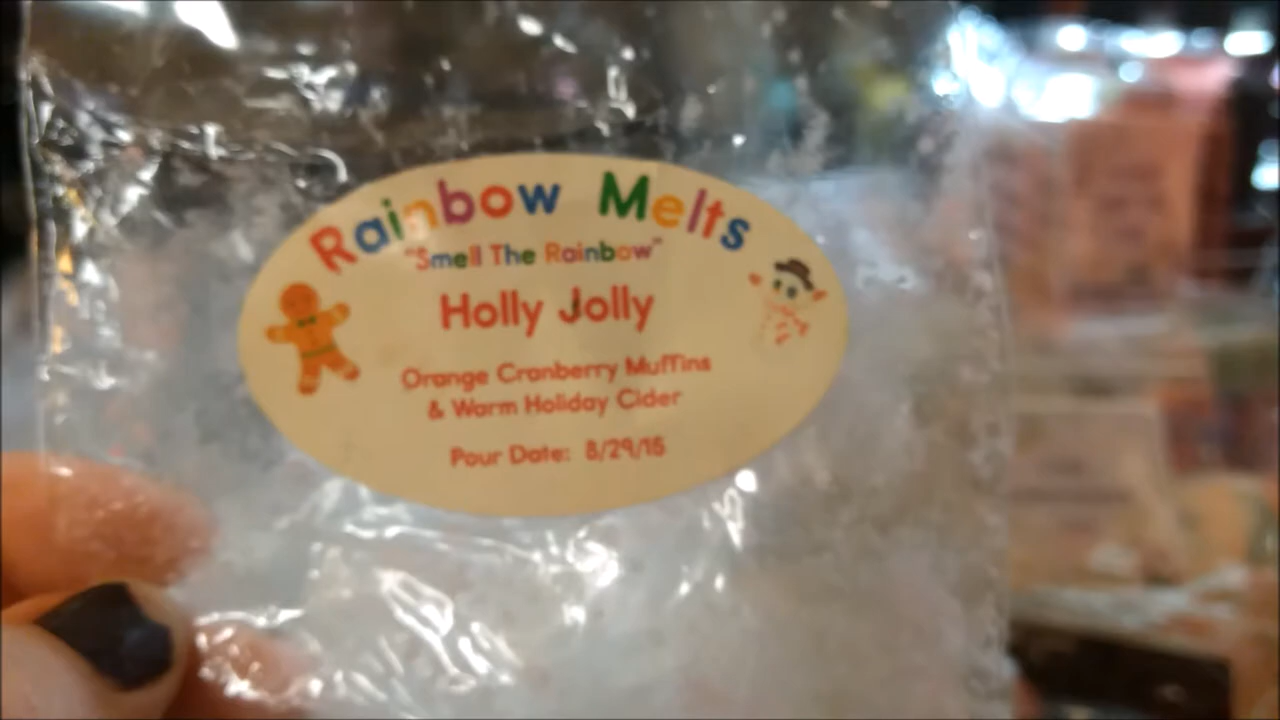 Rainbow Melts
"Smell The Rainbow"
Holly Jolly
Orange Cranberry Muffins
& Warm Holiday Cider
Pour Date: 8/29/15